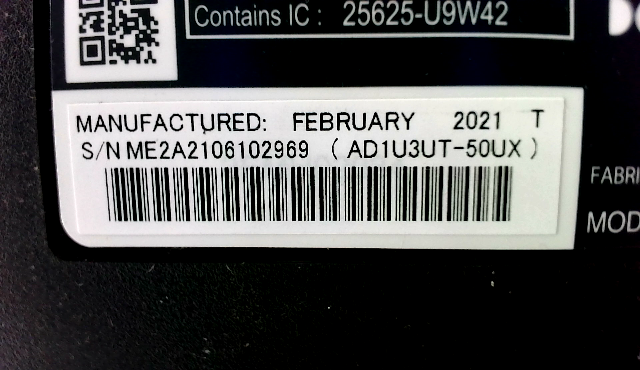 Contains IC : 25625-U9W42
MANUFACTURED: FEBRUARY 2021 T
S/N ME2A2106102969 ( AD1U3UT-50UX )
FABRI
MOD